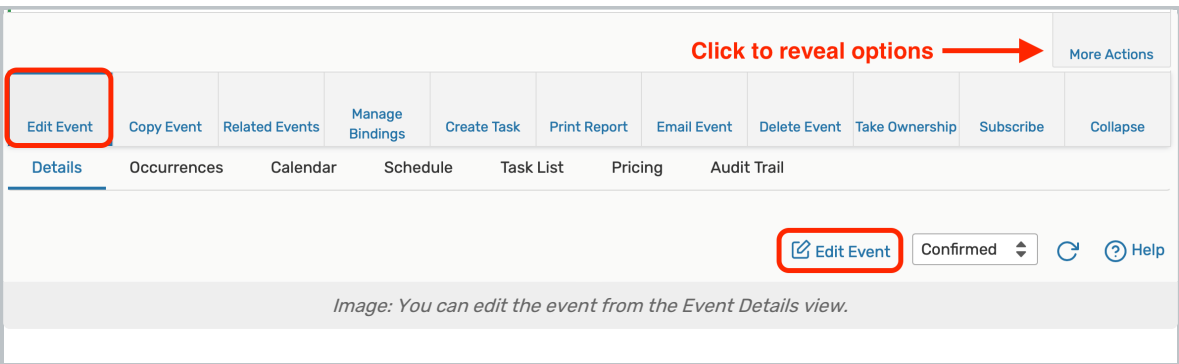 Click to reveal options
More Actions
Edit Event
Copy Event
Related Events
Manage
Bindings
Create Task
Print Report
Email Event
Delete Event
Take Ownership
Subscribe
Collapse
Details
Occurrences
Calendar
Schedule
Task List
Pricing
Audit Trail
Edit Event
Confirmed
Help
Image: You can edit the event from the Event Details view.